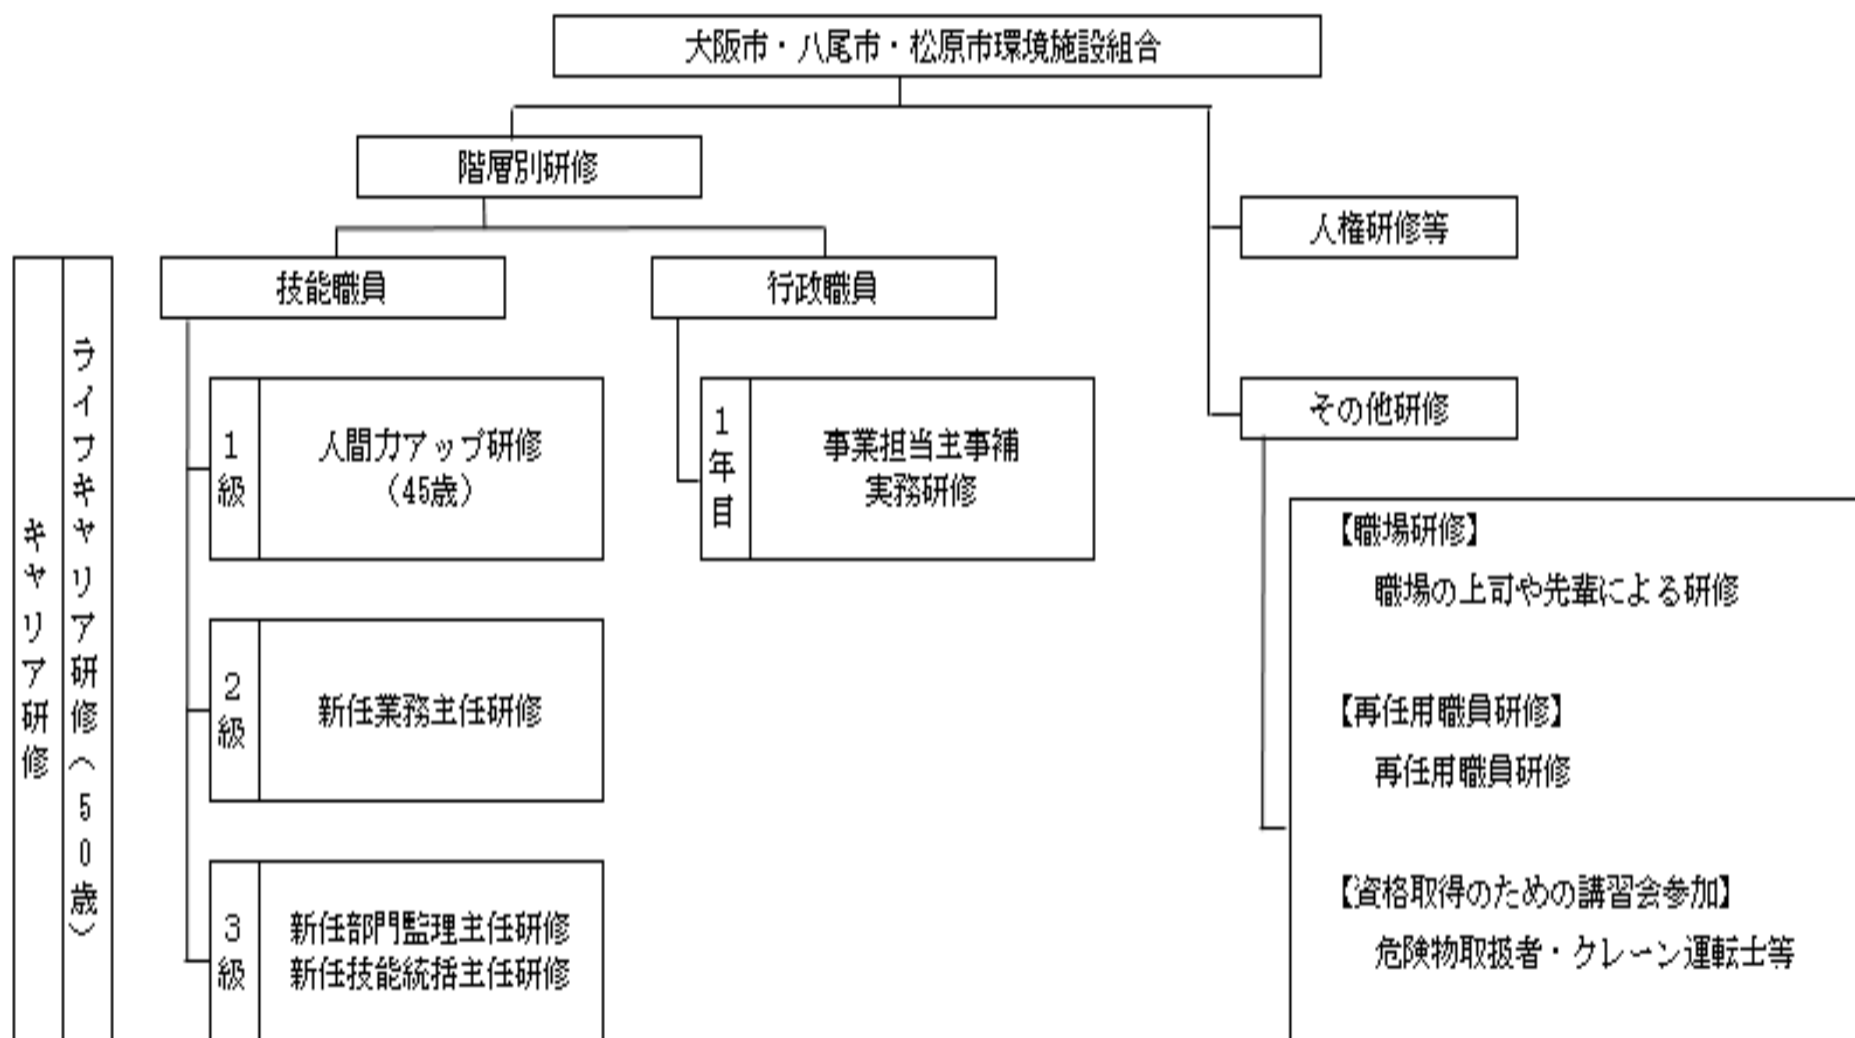 大阪市・八尾市・松原市環境施設組合
階層別研修
人権研修等
技能職員
行政職員
その他研修
キャリア研修
ライフキャリア研修（50歳）
1級
人間力アップ研修
（45歳）
1年目
事業担当主事補
実務研修
2級
新任業務主任研修
3級
新任部門監理主任研修
新任技能統括主任研修
【職場研修】
職場の上司や先輩による研修
【再任用職員研修】
再任用職員研修
【資格取得のための講習会参加】
危険物取扱者・クレーン運転士等